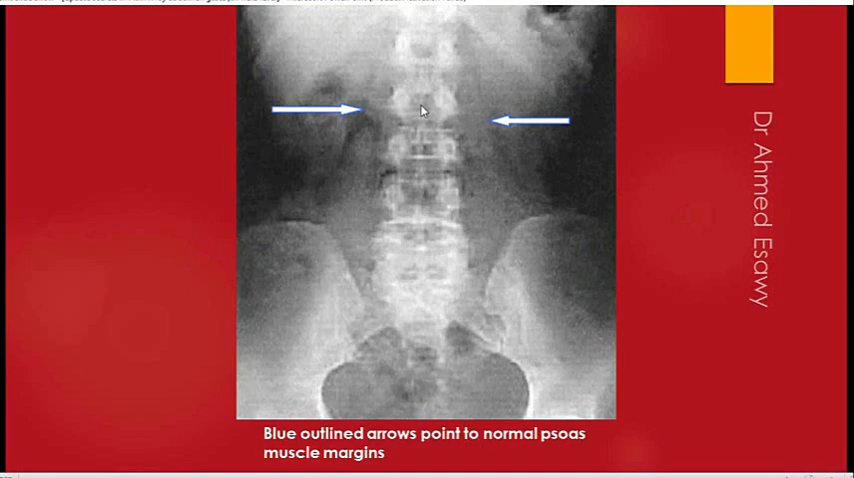 Dr Ahmed Esawy
Blue outlined arrows point to normal psoas
muscle margins